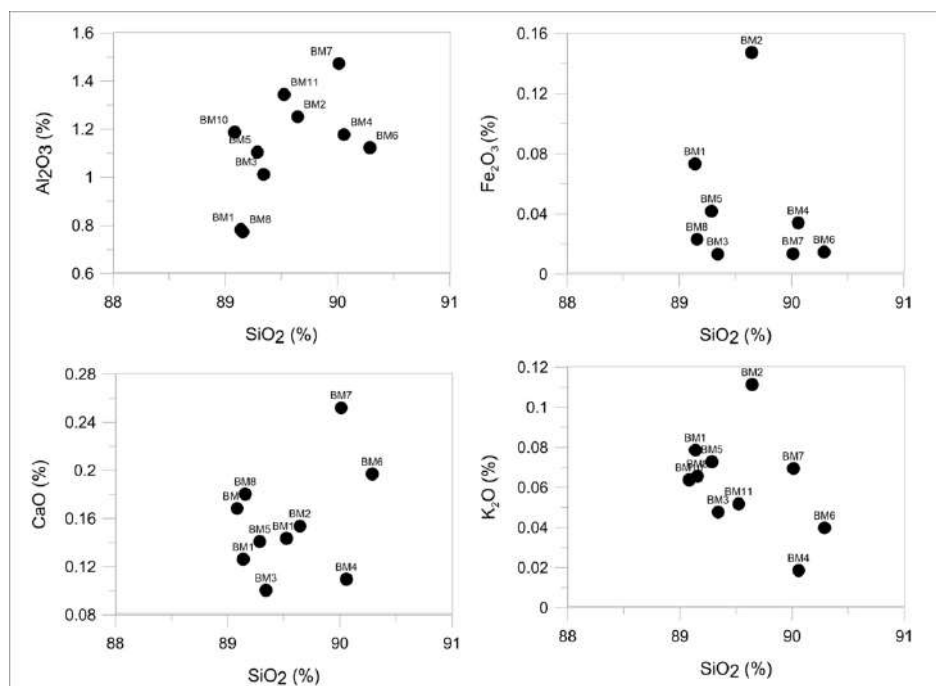 1.6
1.4
1.2
1
0.8
0.6
Al2O3 (%)
BM7
BM11
BM2
BM10
BM4
BM5
BM6
BM3
BM1
BM8
88
89
90
91
SiO2 (%)
0.16
0.12
0.08
0.04
0
Fe2O3 (%)
BM2
BM1
BM5
BM4
BM8
BM3
BM7
BM6
88
89
90
91
SiO2 (%)
0.28
0.24
0.2
0.16
0.12
0.08
CaO (%)
BM7
BM6
BM8
BM2
BM5
BM1
BM1
BM4
BM3
88
89
90
91
SiO2 (%)
0.12
0.1
0.08
0.06
0.04
0.02
0
K2O (%)
BM2
BM1
BM5
BM7
BM3
BM11
BM6
BM4
88
89
90
91
SiO2 (%)